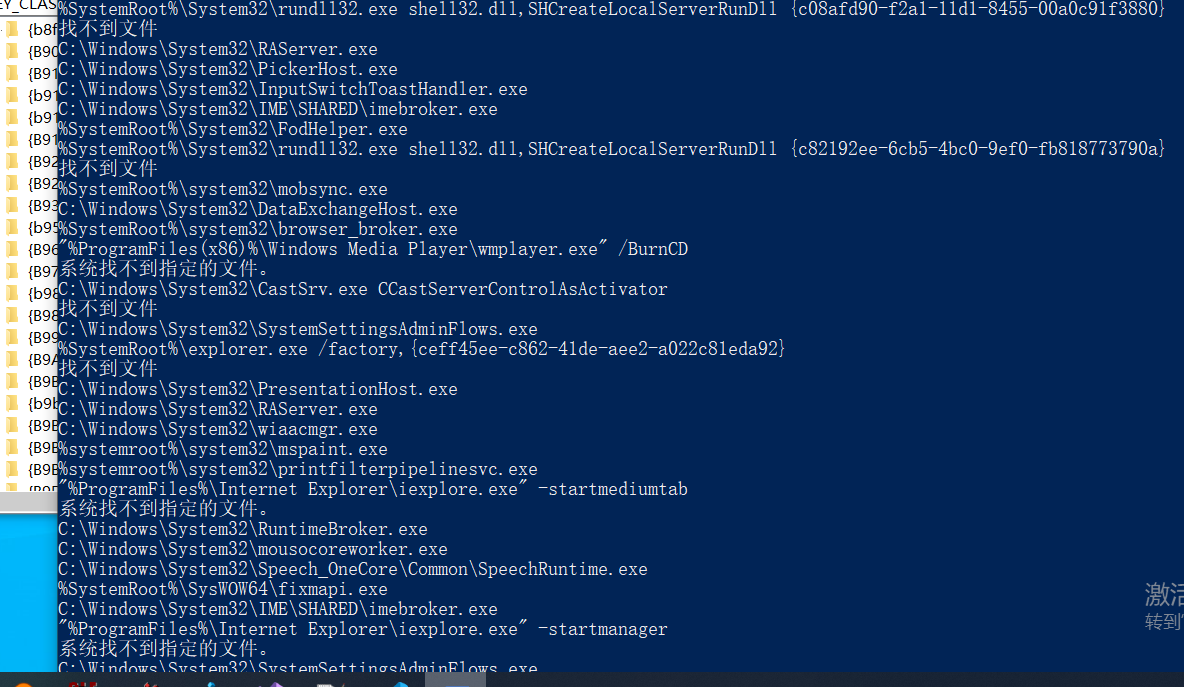 EY_CLAS
{b8f
{B90
{B91
{b91
{b91
{B91
{B92
{B92
{B93
{b95
{B96
{B97
{b98
{B98
{B99
{B9A
{B9E
{b9b
{B9E
{B9E
{B9E
%SystemRoot%\System32\rundll32.exe shell32.dll,SHCreateLocalServerRunDll {c08afd90-f2a1-11d1-8455-00a0c91f3880}
找不到文件
C:\Windows\System32\RAServer.exe
C:\Windows\System32\PickerHost.exe
C:\Windows\System32\InputSwitchToastHandler.exe
C:\Windows\System32\IME\SHARED\imebroker.exe
%SystemRoot%\System32\FodHelper.exe
%SystemRoot%\System32\rundll32.exe shell32.dll,SHCreateLocalServerRunDll {c82192ee-6cb5-4bc0-9ef0-fb818773790a}
找不到文件
%SystemRoot%\system32\mobsync.exe
C:\Windows\System32\DataExchangeHost.exe
%SystemRoot%\system32\browser_broker.exe
"%ProgramFiles(x86)%\Windows Media Player\wmplayer.exe" /BurnCD
系统找不到指定的文件。
C:\Windows\System32\CastSrv.exe CCastServerControlAsActivator
找不到文件
C:\Windows\System32\SystemSettingsAdminFlows.exe
%SystemRoot%\explorer.exe /factory,{ceff45ee-c862-41de-aee2-a022c81eda92}
找不到文件
C:\Windows\System32\PresentationHost.exe
C:\Windows\System32\RAServer.exe
C:\Windows\System32\wiaacmgr.exe
%systemroot%\system32\mspaint.exe
%systemroot%\system32\printfilterpipelinesvc.exe
"%ProgramFiles%\Internet Explorer\iexplore.exe" -startmediumtab
系统找不到指定的文件。
C:\Windows\System32\RuntimeBroker.exe
C:\Windows\System32\mousocoreworker.exe
C:\Windows\System32\Speech_OneCore\Common\SpeechRuntime.exe
%SystemRoot%\SysWOW64\fixmapi.exe
C:\Windows\System32\IME\SHARED\imebroker.exe
"%ProgramFiles%\Internet Explorer\iexplore.exe" -startmanager
系统找不到指定的文件。
C:\Windows\System32\SystemSettingsAdminFlows.exe
激活
转到"